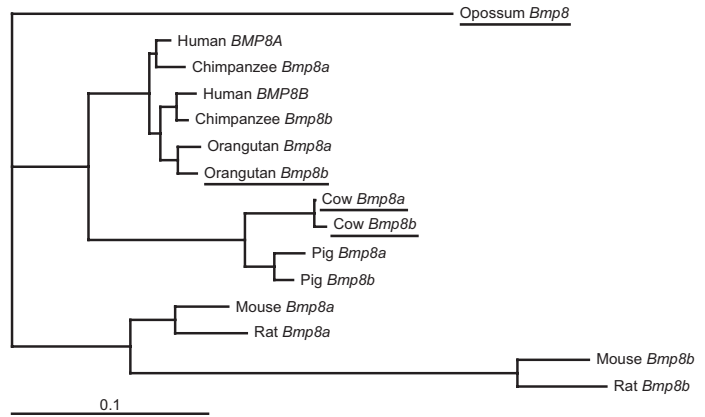 Opossum Bmp8
Human BMP8A
Chimpanzee Bmp8a
Human BMP8B
Chimpanzee Bmp8b
Orangutan Bmp8a
Orangutan Bmp8b
Cow Bmp8a
Cow Bmp8b
Pig Bmp8a
Pig Bmp8b
Mouse Bmp8a
Rat Bmp8a
Mouse Bmp8b
Rat Bmp8b
0.1